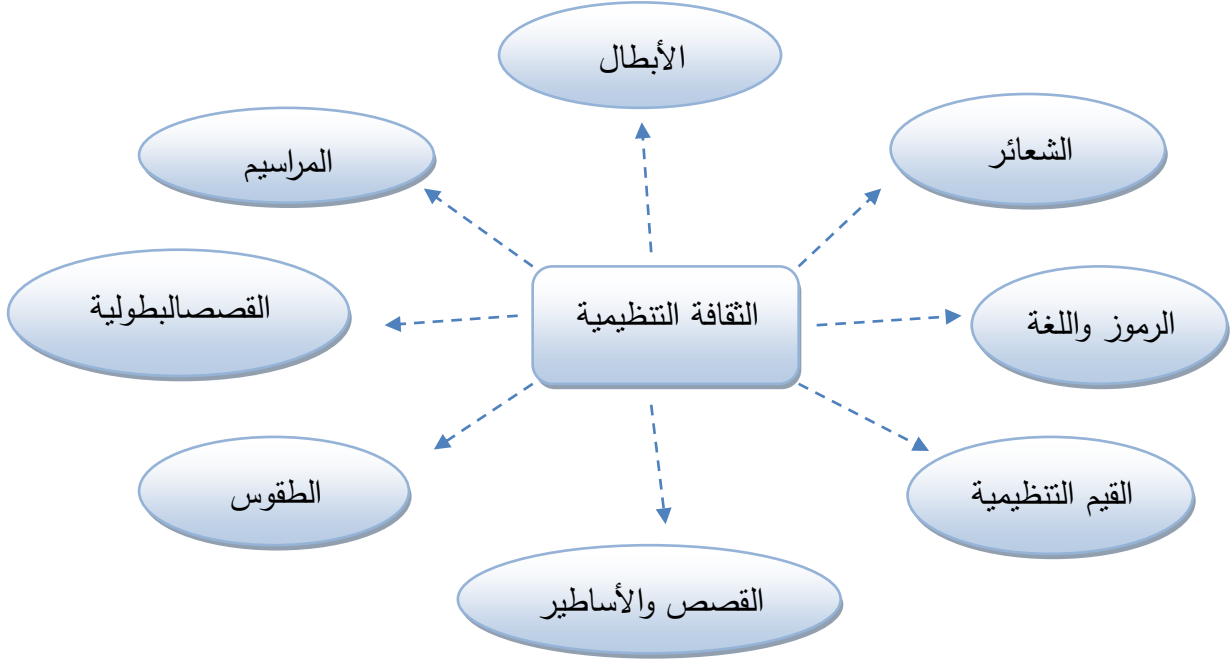 الأبطال
الشعائر
المراسيم
القصصالبطولية
الثقافة التنظيمية
الرموز واللغة
القيم التنظيمية
الطقوس
القصص والأساطير